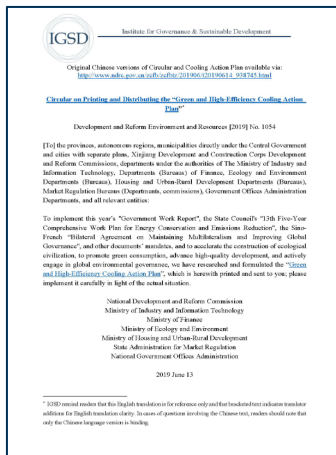 IGSD
Institute for Governance & Sustainable Development
Original Chinese versions of Circular and Cooling Action Plan available via:
http://www.ndrc.gov.cn/zcfb/zcfbtz/201906/t20190614_938745.html
Circular on Printing and Distributing the "Green and High-Efficiency Cooling Action
Plan"*
Development and Reform Environment and Resources [2019] No. 1054
[To] the provinces, autonomous regions, municipalities directly under the Central Government
and cities with separate plans, Xinjiang Development and Construction Corps Development
and Reform Commissions, departments under the authorities of The Ministry of Industry and
Information Technology, Departments (Bureaus) of Finance, Ecology and Environment
Departments (Bureaus), Housing and Urban-Rural Development Departments (Bureaus),
Market Regulation Bureaus (Departments, commissions), Government Offices Administration
Departments, and all relevant entities:
To implement this year's "Government Work Report", the State Council's "13th Five-Year
Comprehensive Work Plan for Energy Conservation and Emissions Reduction", the Sino-
French "Bilateral Agreement on Maintaining Multilateralism and Improving Global
Governance", and other documents' mandates, and to accelerate the construction of ecological
civilization, to promote green consumption, advance high-quality development, and actively
engage in global environmental governance, we have researched and formulated the "Green
and High-Efficiency Cooling Action Plan", which is herewith printed and sent to you; please
implement it carefully in light of the actual situation.
National Development and Reform Commission
Ministry of Industry and Information Technology
Ministry of Finance
Ministry of Ecology and Environment
Ministry of Housing and Urban-Rural Development
State Administration for Market Regulation
National Government Offices Administration
2019 June 13
* IGSD remind readers that this English translation is for reference only and that bracketed text indicates translator
additions for English translation clarity. In cases of questions involving the Chinese text, readers should note that
only the Chinese language version is binding.